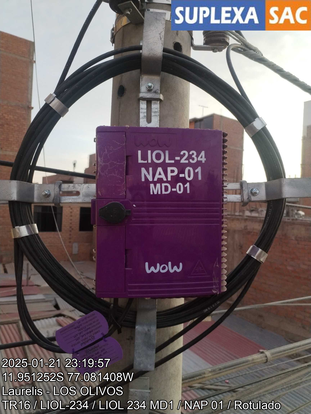 SUPLEXA SAC
LIOL-234
NAP-01
MD-01
WOW
2025-01-21 23:19:57
11.951252S 77.081408W
Laurelis - LOS OLIVOS
TR16 / LIOL-234 / LIOL 234 MD1 / NAP 01 / Rotulado